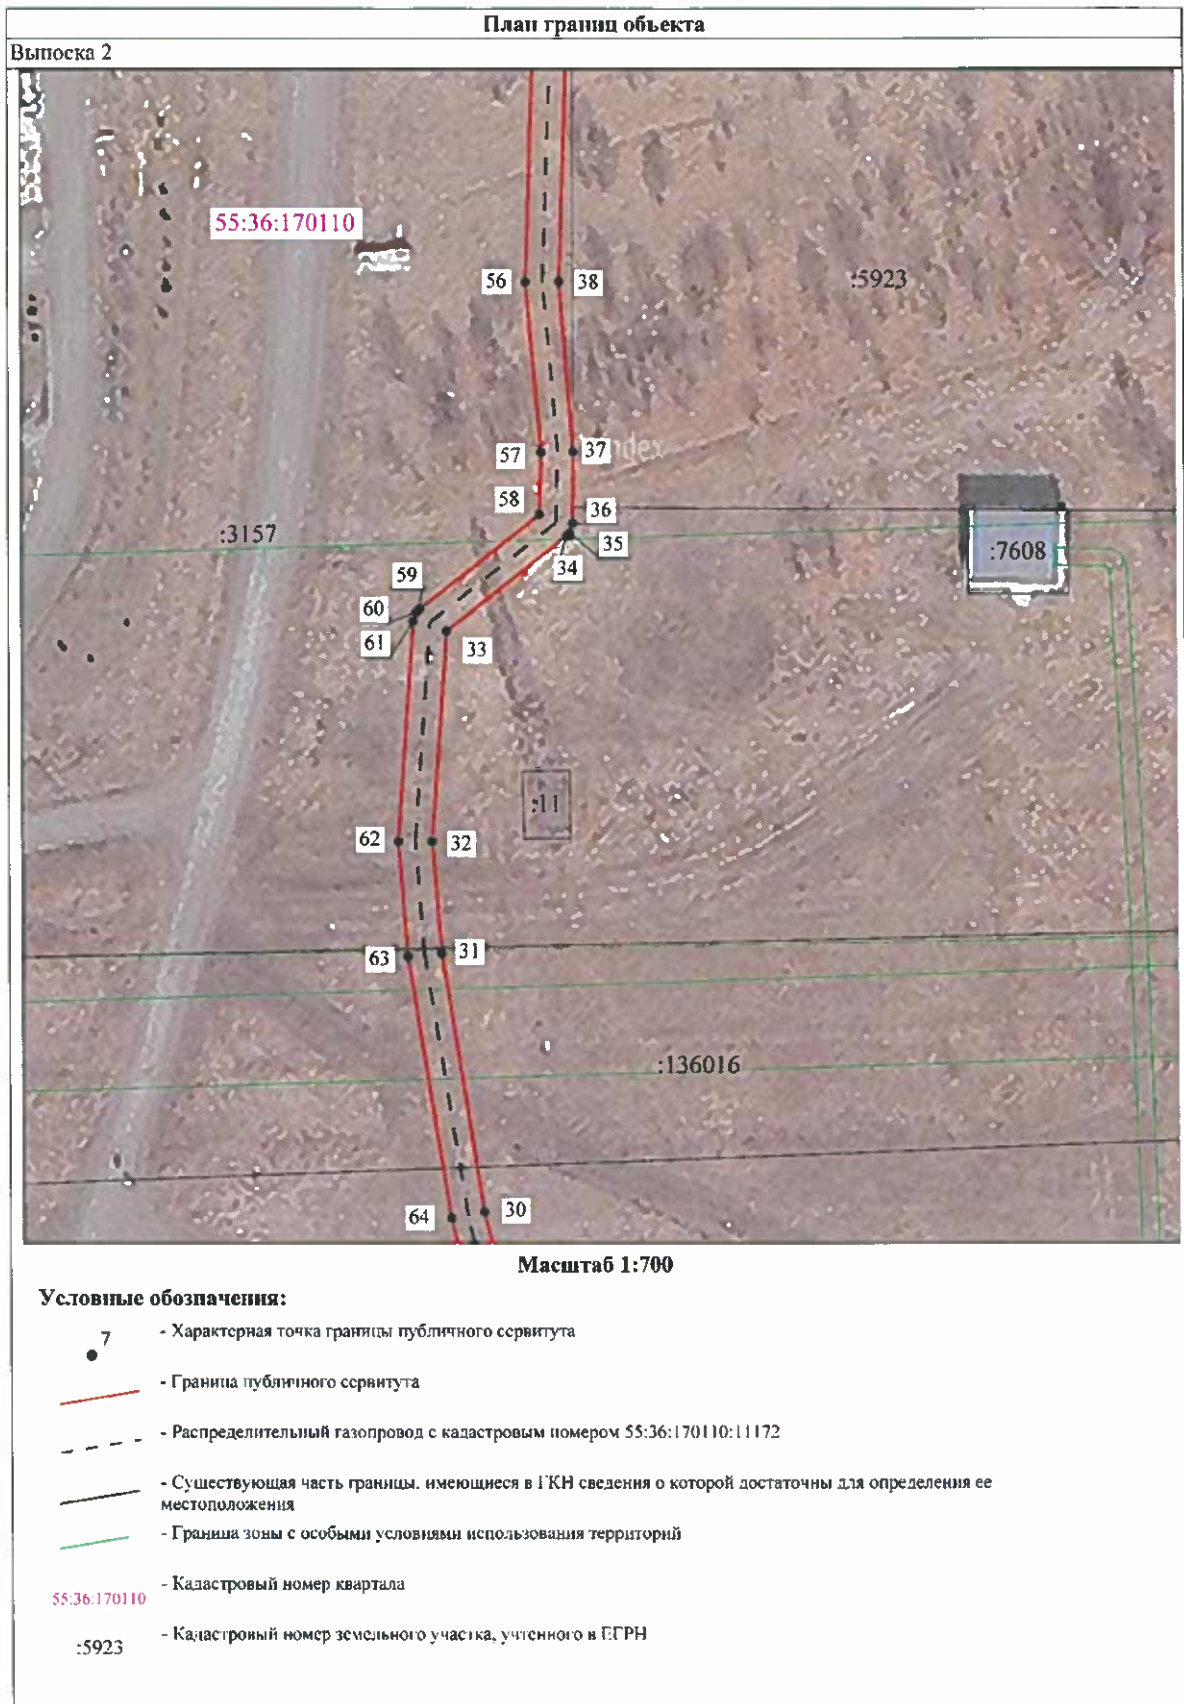 План границ объекта
Выноска 2
55:36:170110
56
38
:5923
57
37
58
36
:3157
35
:7608
34
59
60
61
33
:11
62
32
31
63
:136016
30
64
Масштаб 1:700
Условные обозначения:
7
- Характерная точка границы публичного сервитута
- Граница публичного сервитута
- Распределительный газопровод с кадастровым номером 55:36:170110:11172
- Существующая часть границы, имеющиеся в ГКН сведения о которой достаточны для определения ее
местоположения
- Граница зоны с особыми условиями использования территорий
55:36:170110
- Кадастровый номер квартала
:5923
- Кадастровый номер земельного участка, учтенного в ЕГРН